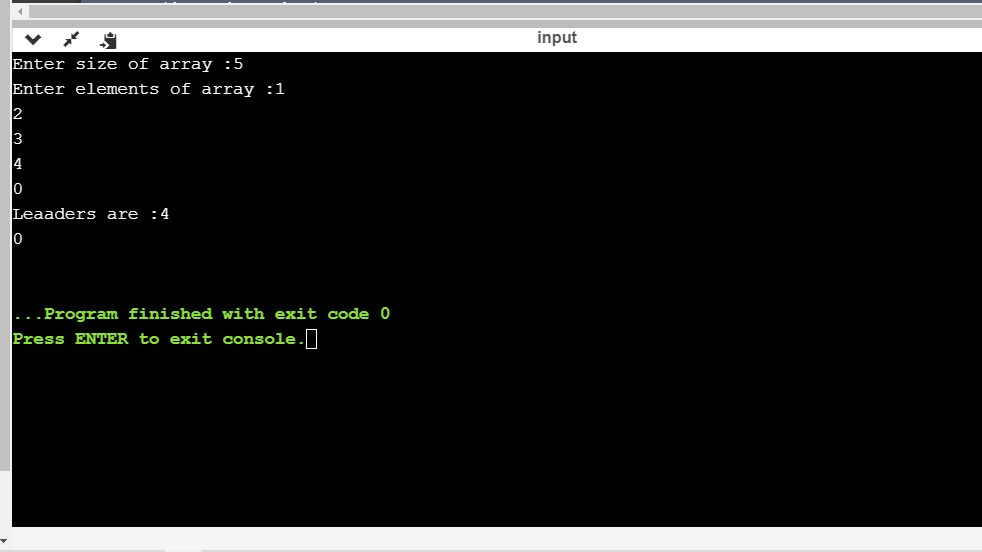 input
Enter size of array :5
Enter elements of array :1
2
3
4
0
Leaaders are :4
0
...Program finished with exit code 0
Press ENTER to exit console.